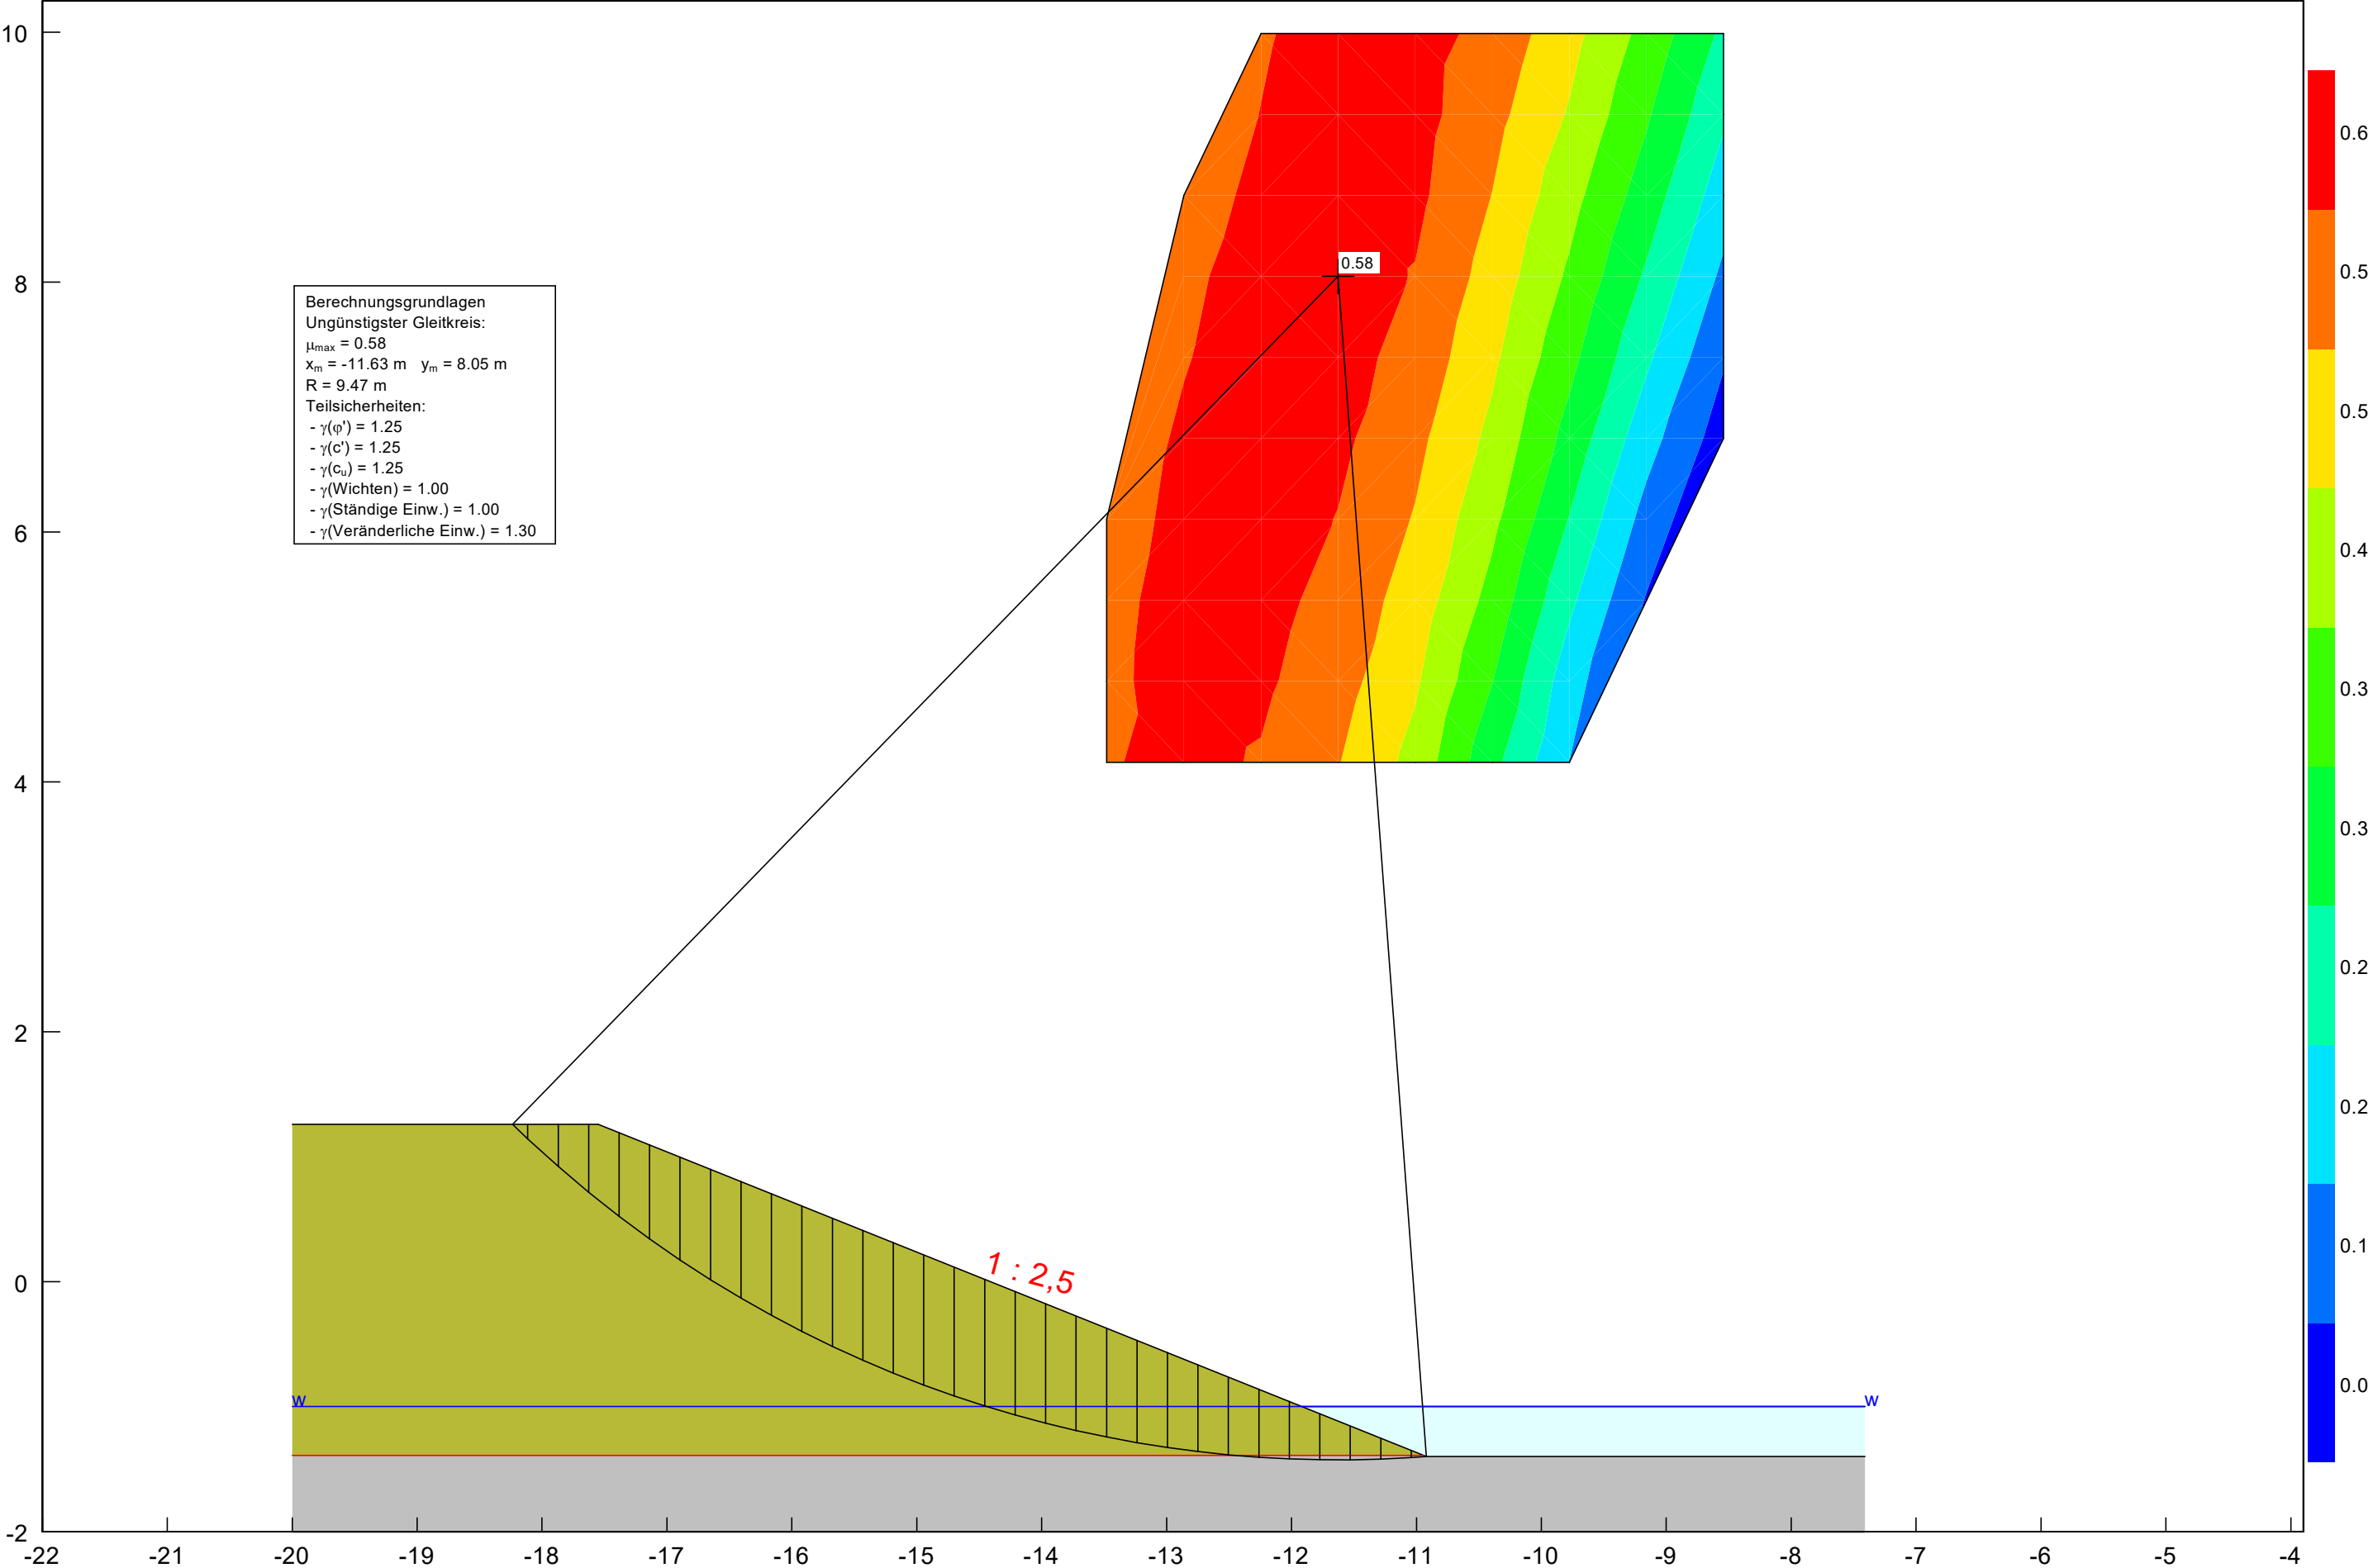 10
8
6
4
2
0
-2
-22
-21
-20
-19
-18
-17
-16
-15
-14
-13
-12
-11
-10
-9
-8
-7
-6
-5
-4
Berechnungsgrundlagen
Ungünstigster Gleitkreis:
μmax = 0.58
xm = -11.63 m ym = 8.05 m
R = 9.47 m
Teilsicherheiten:
- γ(φ') = 1.25
- γ(c') = 1.25
- γ(cu) = 1.25
- γ(Wichten) = 1.00
- γ(Ständige Einw.) = 1.00
- γ(Veränderliche Einw.) = 1.30
0.58
1 : 2,5
w
w
0.6
0.5
0.5
0.4
0.3
0.3
0.2
0.2
0.1
0.0